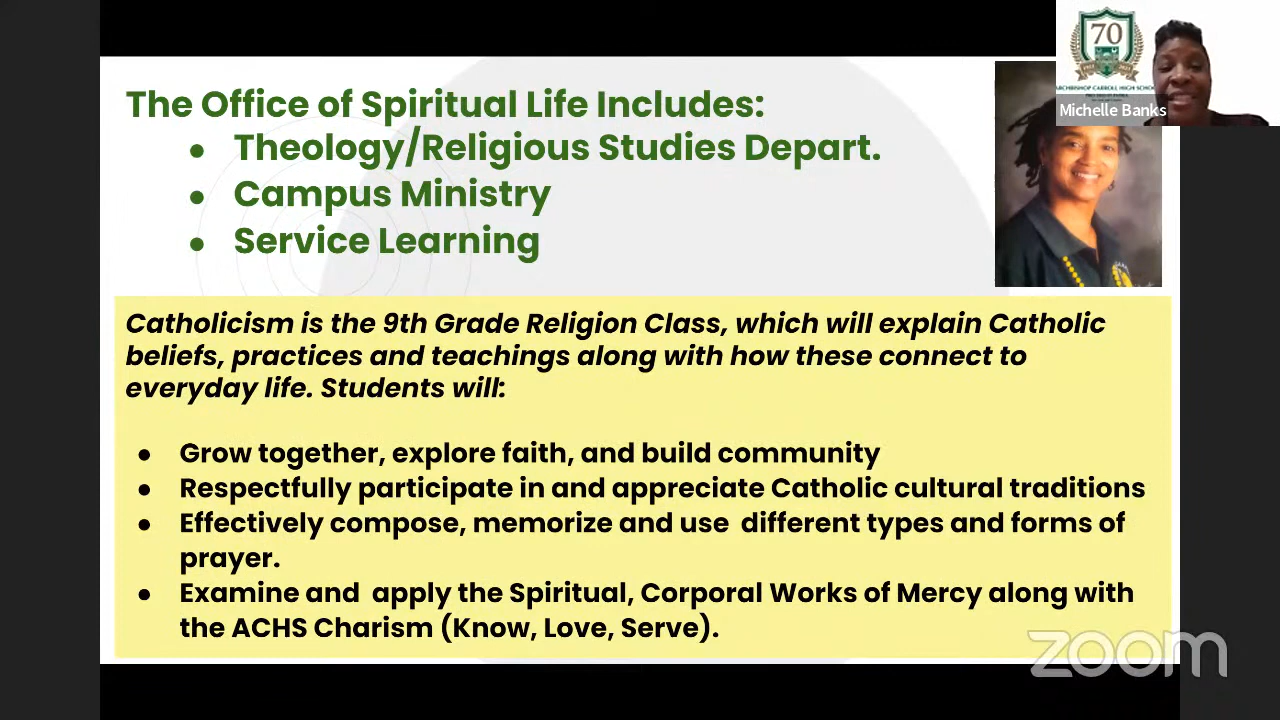 70
ARCHBISHOP CARROLL HIGH SCHO
Michelle Banks
The Office of Spiritual Life Includes:
● Theology/Religious Studies Depart.
● Campus Ministry
● Service Learning
Catholicism is the 9th Grade Religion Class, which will explain Catholic
beliefs, practices and teachings along with how these connect to
everyday life. Students will:
● Grow together, explore faith, and build community
● Respectfully participate in and appreciate Catholic cultural traditions
● Effectively compose, memorize and use different types and forms of
prayer.
● Examine and apply the Spiritual, Corporal Works of Mercy along with
the ACHS Charism (Know, Love, Serve).
zoom